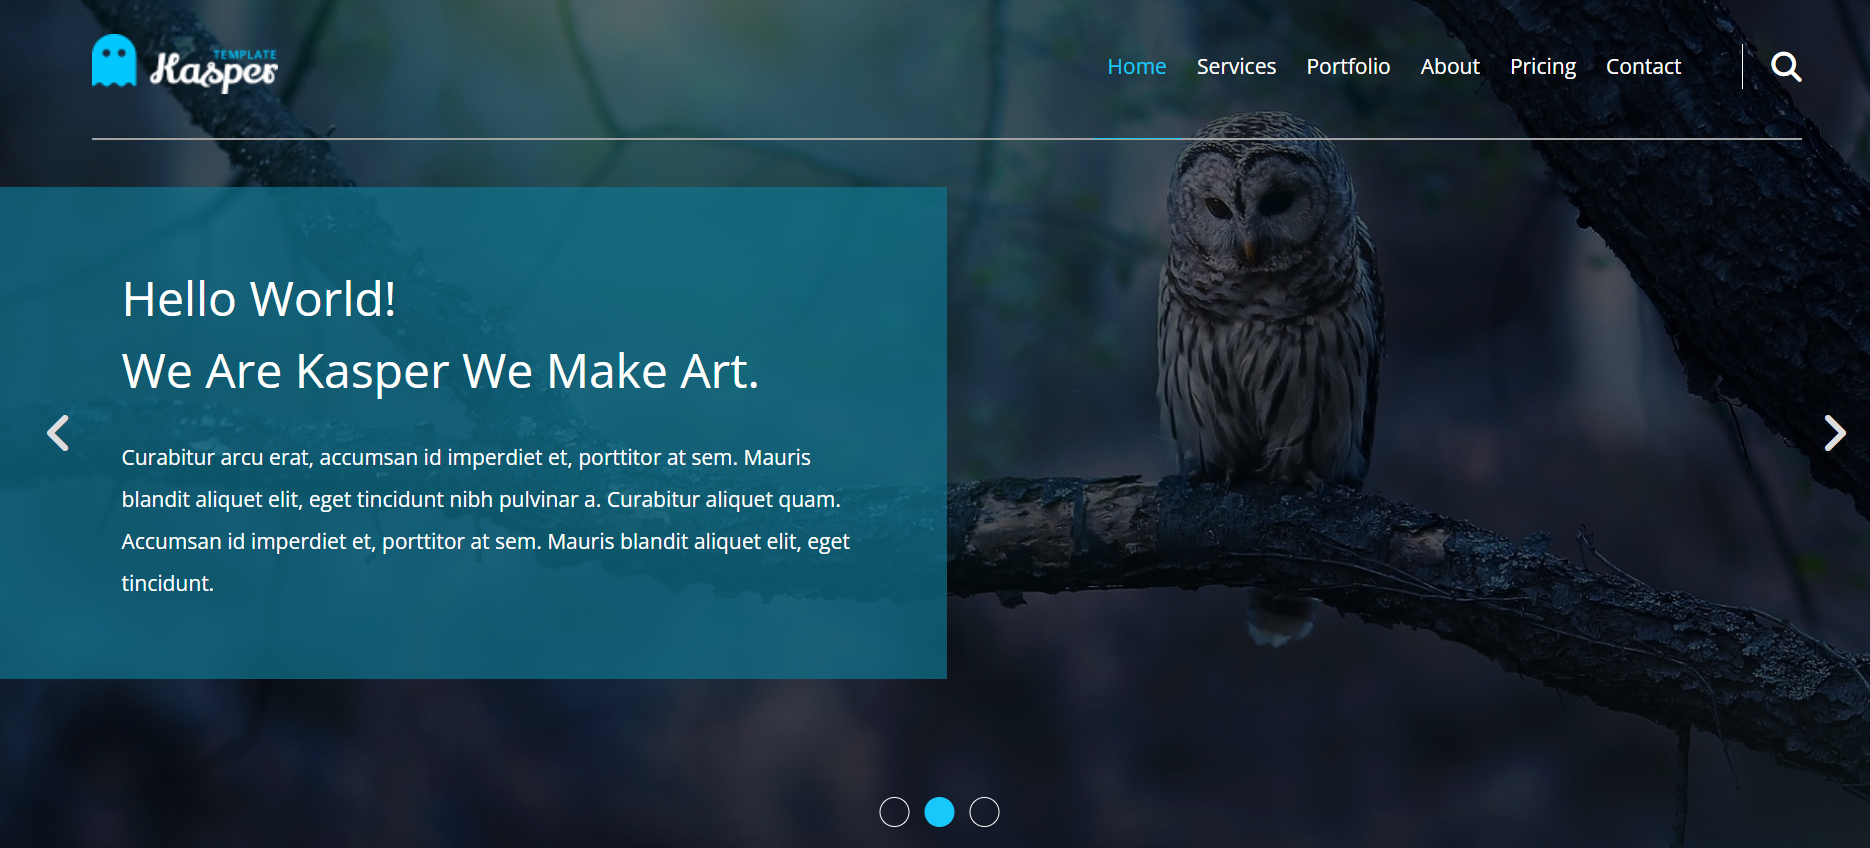 TEMPLATE
Kasper
Home Services Portfolio About Pricing Contact
Hello World!
We Are Kasper We Make Art.
Curabitur arcu erat, accumsan id imperdiet et, porttitor at sem. Mauris
blandit aliquet elit, eget tincidunt nibh pulvinar a. Curabitur aliquet quam.
Accumsan id imperdiet et, porttitor at sem. Mauris blandit aliquet elit, eget
tincidunt.